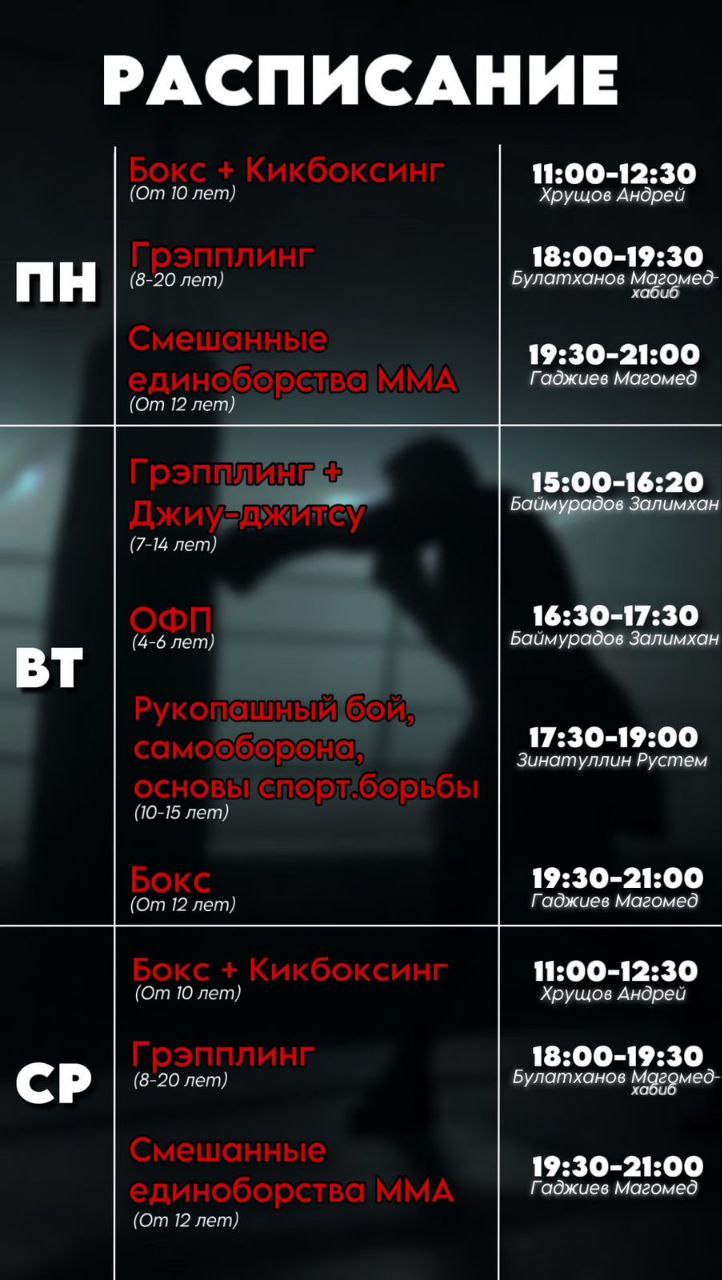 РАСПИСАНИЕ
ПН
Бокс + Кикбоксинг
(От 10 лет)
11:00-12:30
Хрущов Андрей
Грэпплинг
(8-20 лет)
18:00-19:30
Булатханов Магомед-
хабиб
Смешанные
единоборства ММА
(От 12 лет)
19:30-21:00
Гаджиев Магомед
ВТ
Грэпплинг +
Джиу-джитсу
(7-14 лет)
15:00-16:20
Баймурадов Залимхан
ОФП
(4-6 лет)
16:30-17:30
Баймурадов Залимхан
Рукопашный бой,
самооборона,
основы спорт.борьбы
(10-15 лет)
17:30-19:00
Зинатуллин Рустем
Бокс
(От 12 лет)
19:30-21:00
Гаджиев Магомед
СР
Бокс + Кикбоксинг
(От 10 лет)
11:00-12:30
Хрущов Андрей
Грэпплинг
(8-20 лет)
18:00-19:30
Булатханов Магомед-
хабиб
Смешанные
единоборства ММА
(От 12 лет)
19:30-21:00
Гаджиев Магомед